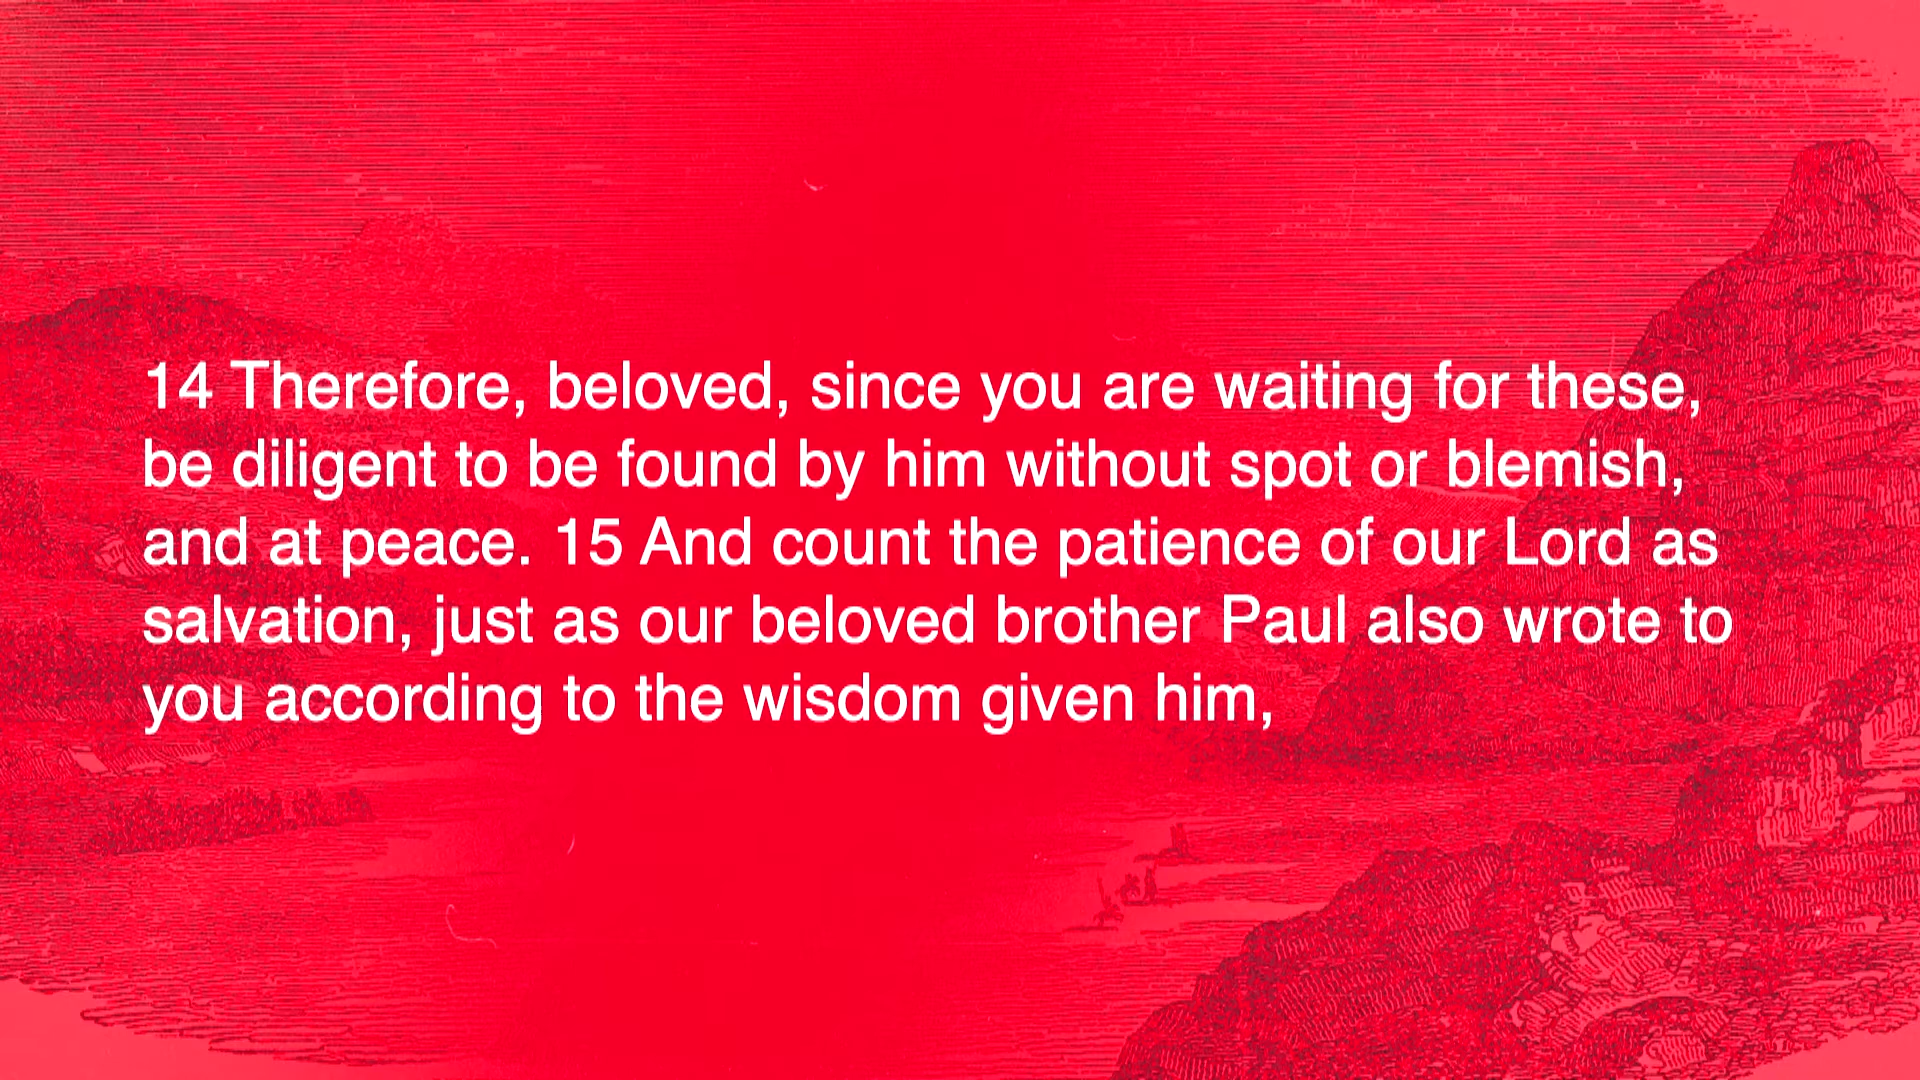 14 Therefore, beloved, since you are waiting for these,
be diligent to be found by him without spot or blemish,
and at peace. 15 And count the patience of our Lord as
salvation, just as our beloved brother Paul also wrote to
you according to the wisdom given him,